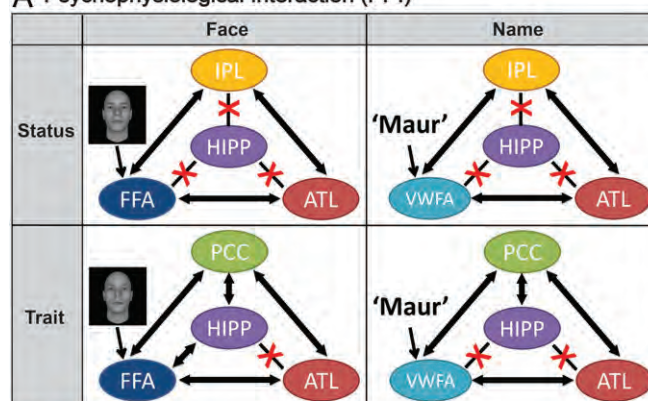 A Psychophysiological Interaction (PPI)
Face Name
Status
IPL
HIPP
FFA ATL
IPL
'Maur'
HIPP
VWFA ATL
Trait
PCC
HIPP
FFA ATL
PCC
'Maur'
HIPP
VWFA ATL